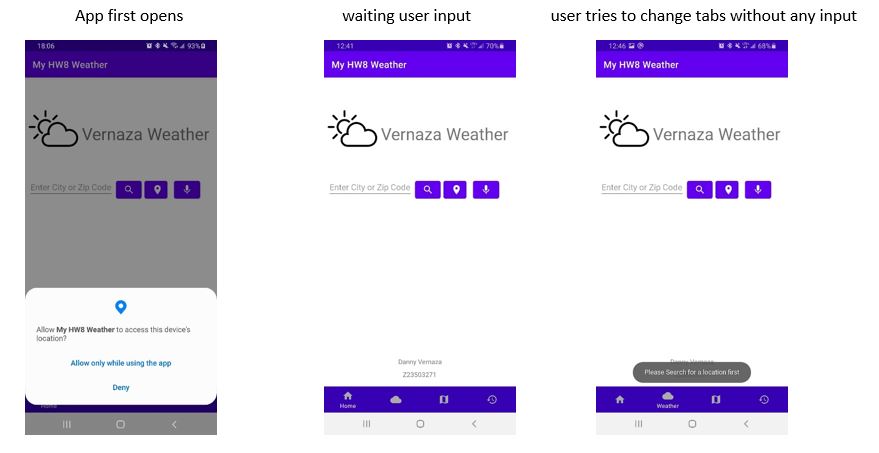 App first opens
waiting user input
user tries to change tabs without any input
18:06
93%
My HW8 Weather
Vernaza Weather
Enter City or Zip Code
Allow My HW8 Weather to access this device's
location?
Allow only while using the app
Deny
Home
12:41
70%
My HW8 Weather
Vernaza Weather
Enter City or Zip Code
Danny Vernaza
Z23503271
Home
12:46
68%
My HW8 Weather
Vernaza Weather
Enter City or Zip Code
Danny Vernaza
Please Search for a location first
Weather